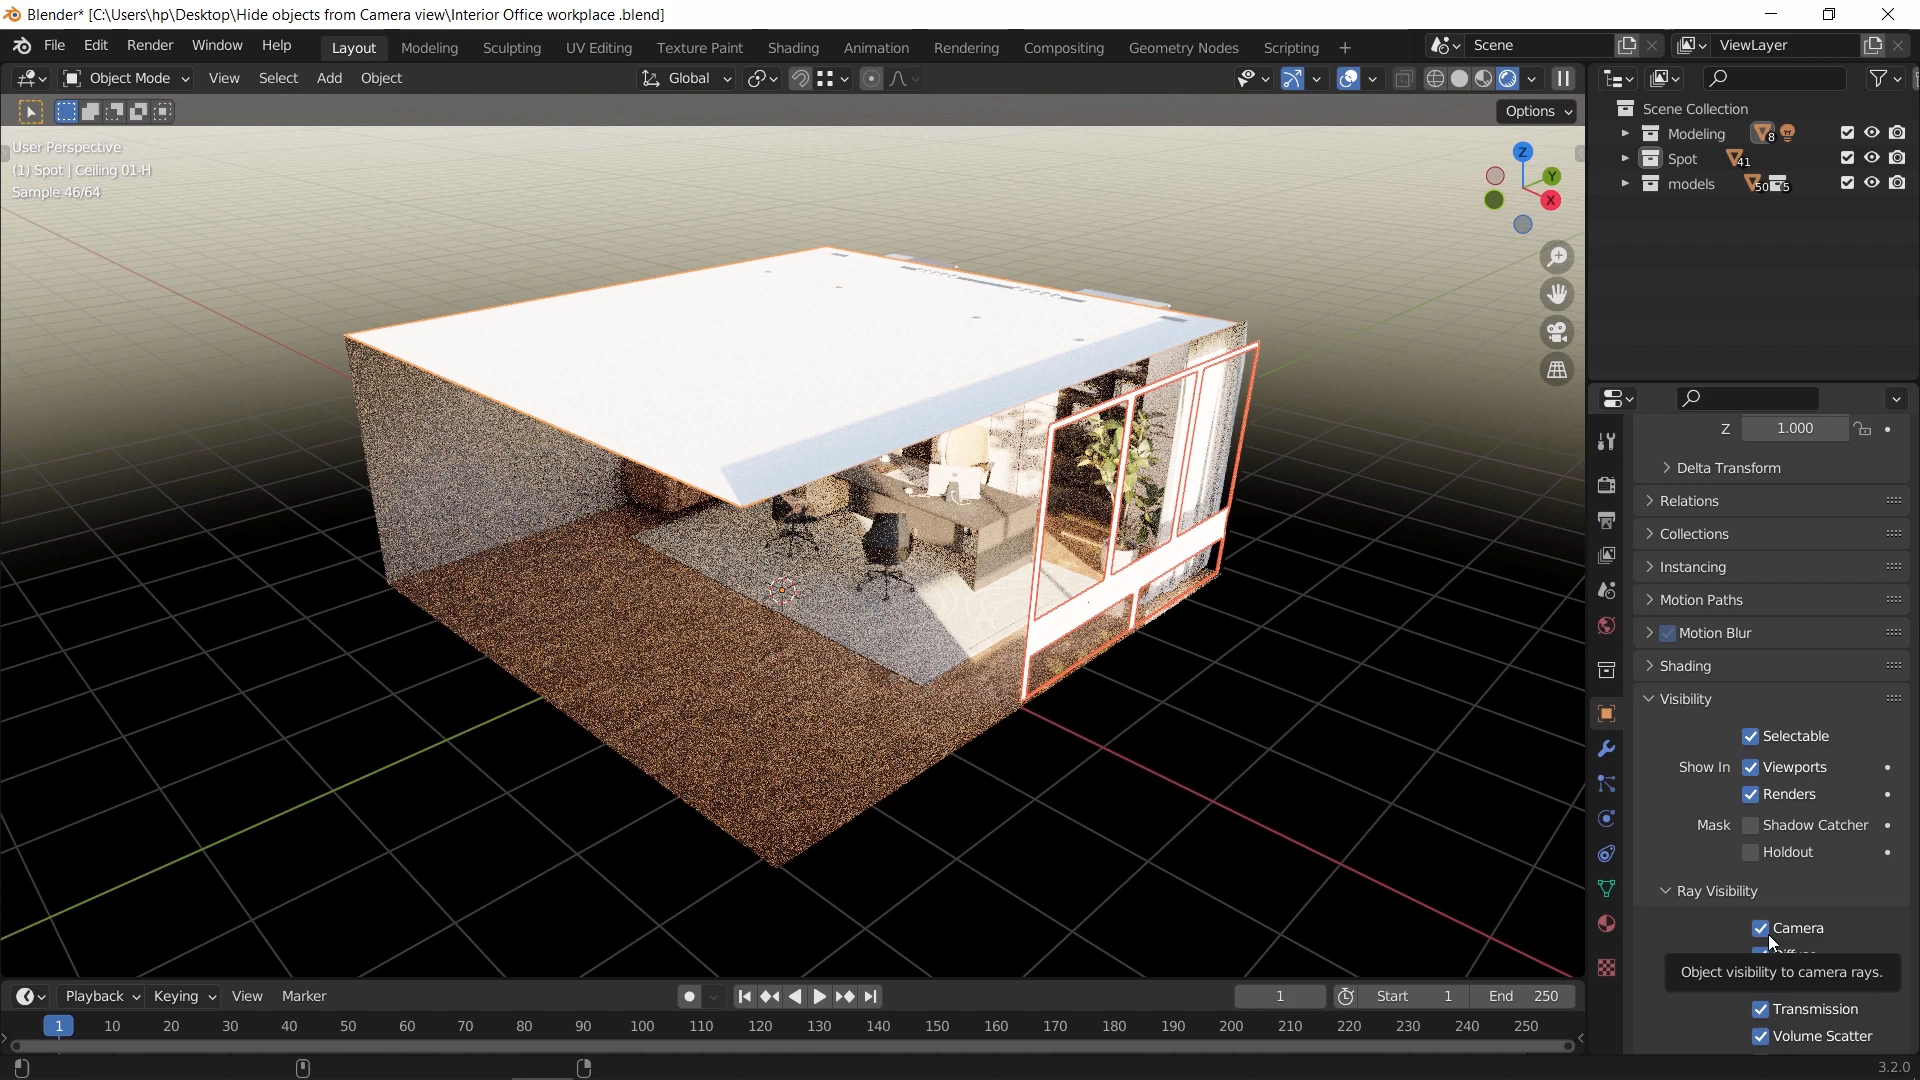 Blender* [C:\Users\hp\Desktop\Hide objects from Camera view\Interior Office workplace .blend]
File Edit Render Window Help Layout Modeling Sculpting UV Editing Texture Paint Shading Animation Rendering Compositing Geometry Nodes Scripting + Scene ViewLayer
Object Mode View Select Add Object Global
Options
User Perspective
(1) Spot | Ceiling 01-H
Sample 46/64
Z
Y
X
Scene Collection
Modeling 8
Spot 41
models 50 5
Z 1.000
Delta Transform
Relations
Collections
Instancing
Motion Paths
Motion Blur
Shading
Visibility
Selectable
Show In Viewports
Renders
Mask Shadow Catcher
Holdout
Ray Visibility
Camera
Object visibility to camera rays.
Transmission
Volume Scatter
Playback Keying View Marker 1 Start 1 End 250
1 10 20 30 40 50 60 70 80 90 100 110 120 130 140 150 160 170 180 190 200 210 220 230 240 250
3.2.0